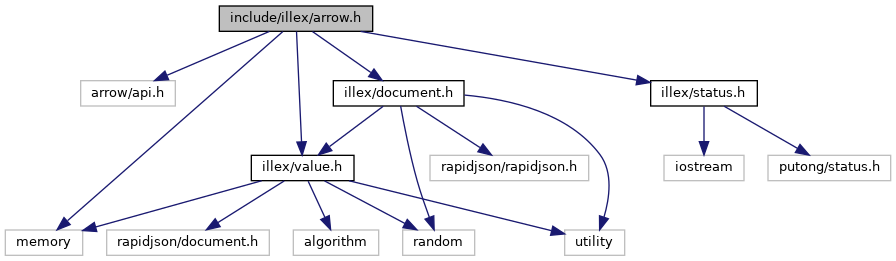 include/illex/arrow.h
arrow/api.h
illex/document.h
illex/status.h
illex/value.h
rapidjson/rapidjson.h
iostream
putong/status.h
memory
rapidjson/document.h
algorithm
random
utility